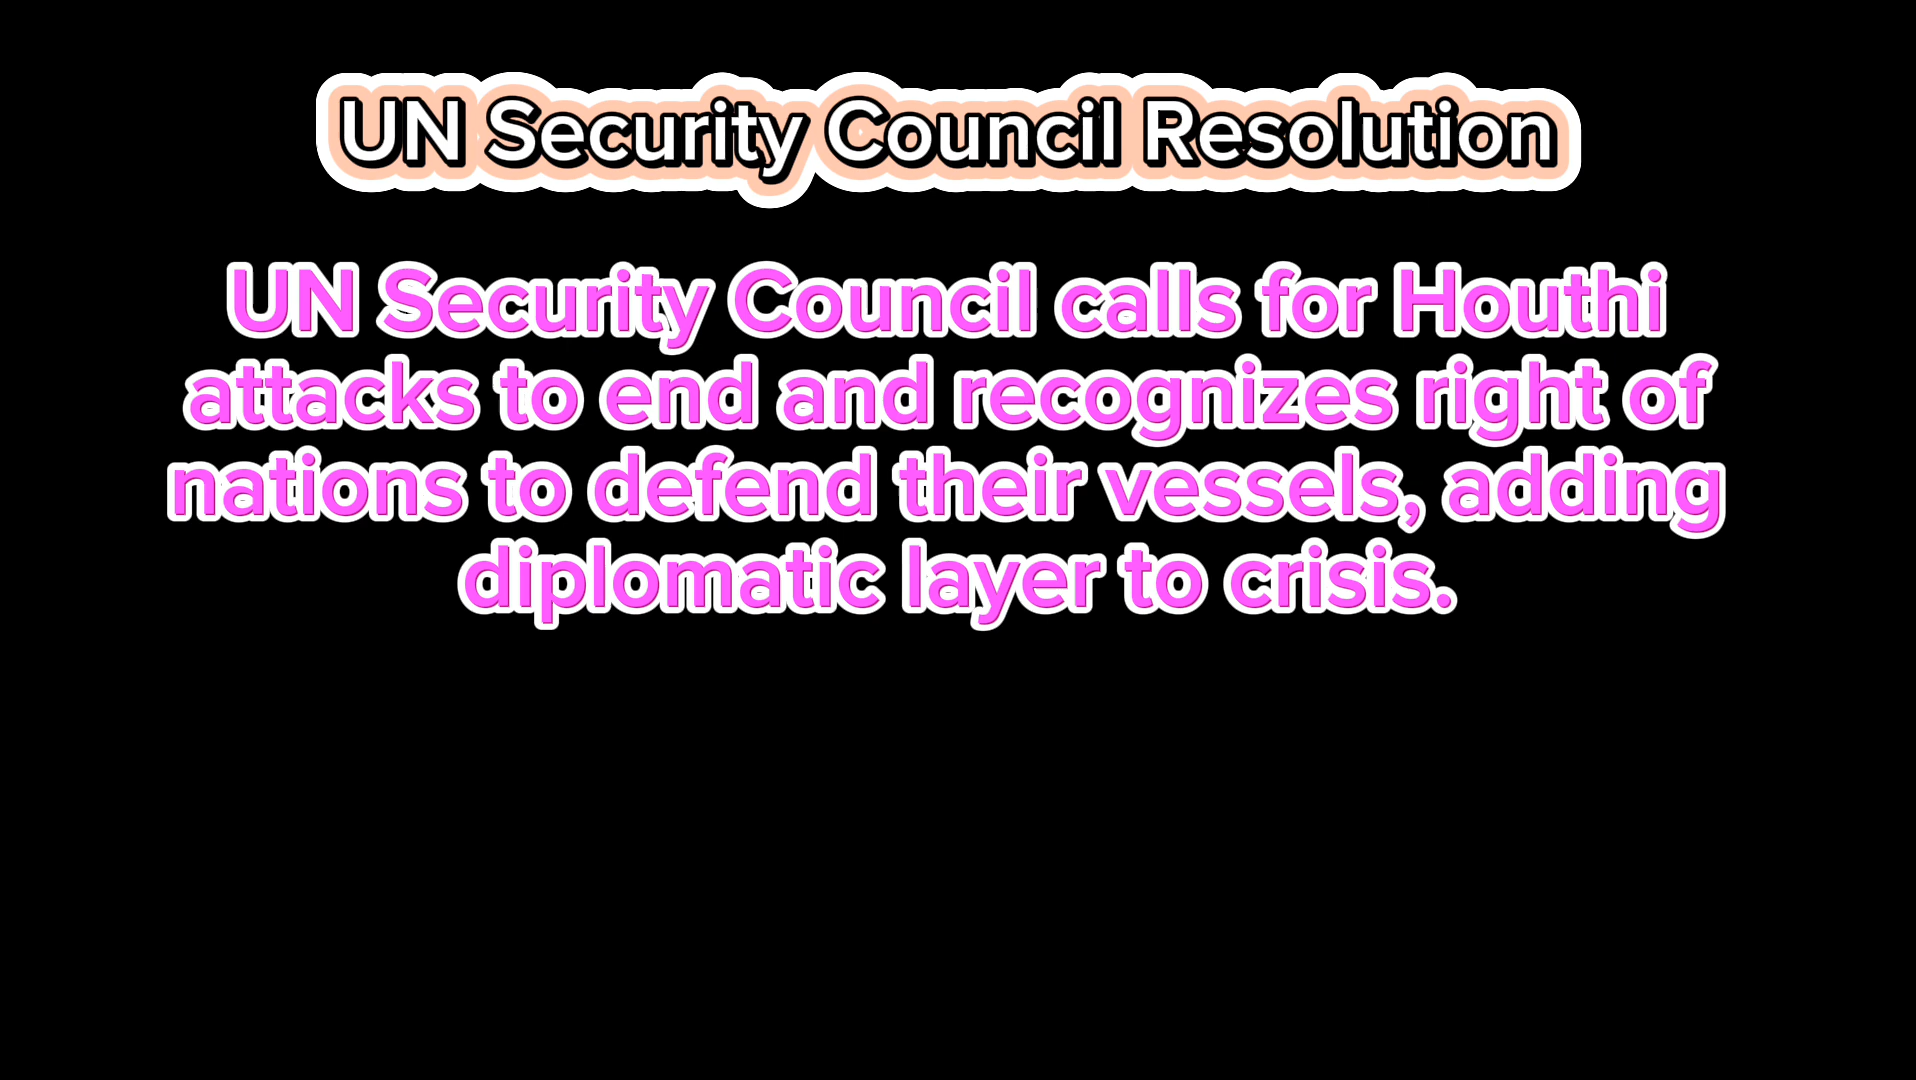 UN Security Council Resolution
UN Security Council calls for Houthi
attacks to end and recognizes right of
nations to defend their vessels, adding
diplomatic layer to crisis.